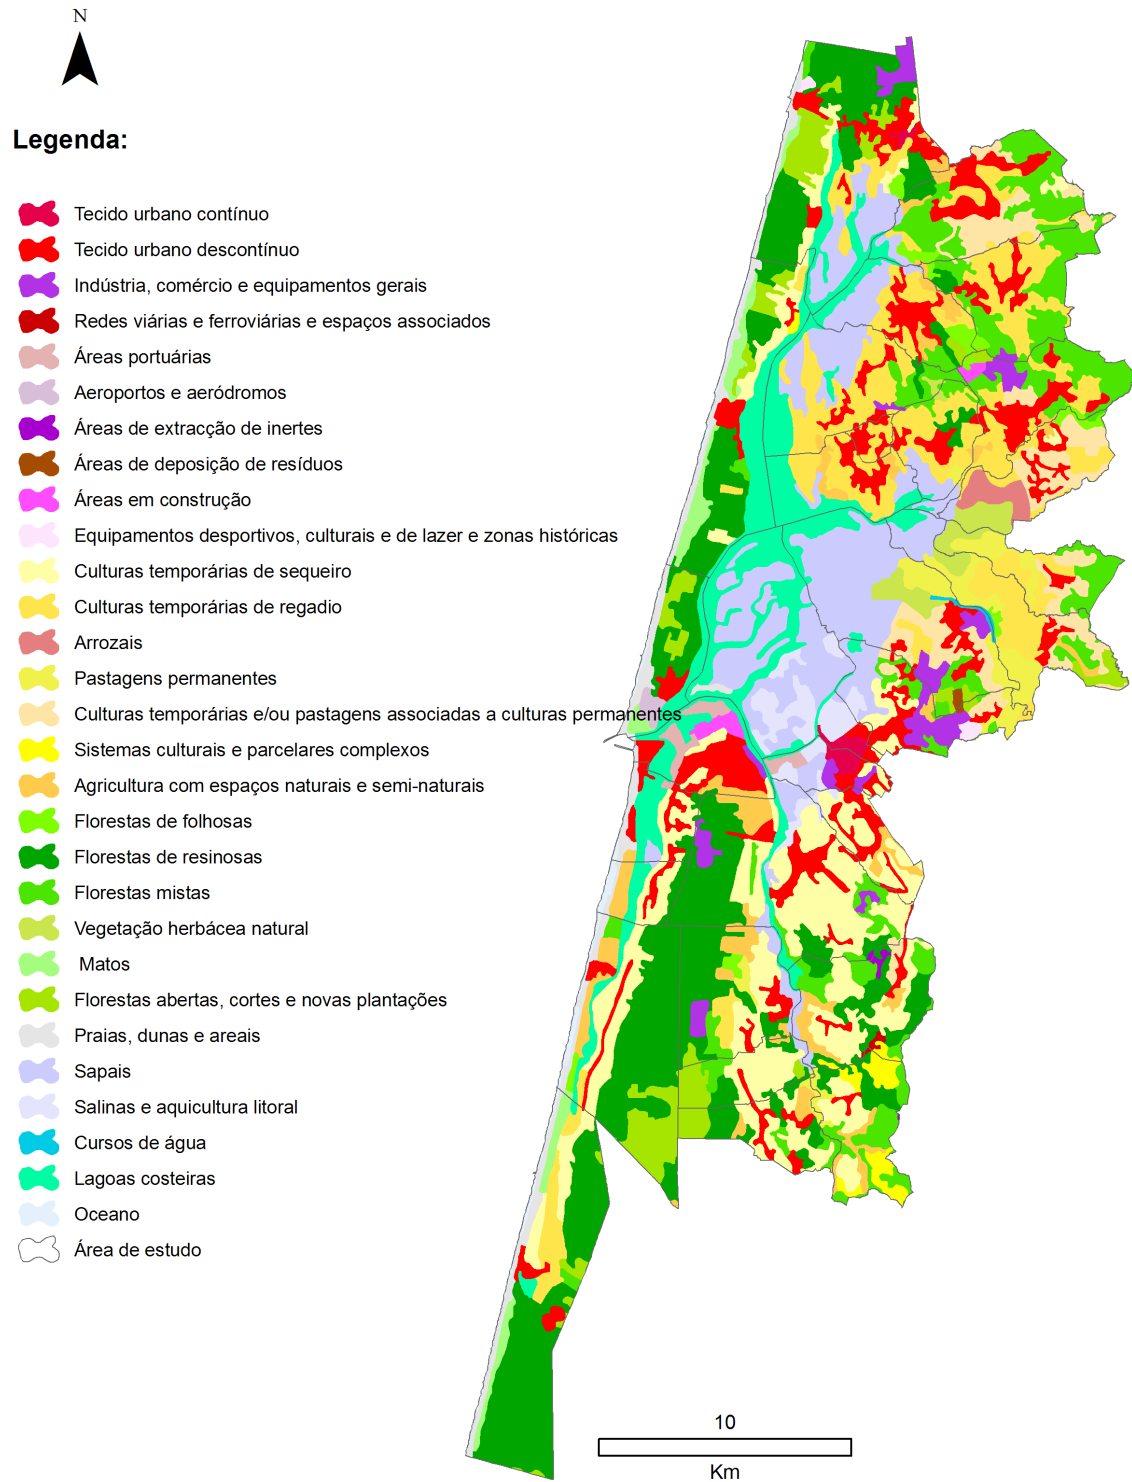 N
Legenda:
Tecido urbano contínuo
Tecido urbano descontínuo
Indústria, comércio e equipamentos gerais
Redes viárias e ferroviárias e espaços associados
Áreas portuárias
Aeroportos e aeródromos
Áreas de extracção de inertes
Áreas de deposição de resíduos
Áreas em construção
Equipamentos desportivos, culturais e de lazer e zonas históricas
Culturas temporárias de sequeiro
Culturas temporárias de regadio
Arrozais
Pastagens permanentes
Culturas temporárias e/ou pastagens associadas a culturas permanentes
Sistemas culturais e parcelares complexos
Agricultura com espaços naturais e semi-naturais
Florestas de folhosas
Florestas de resinosas
Florestas mistas
Vegetação herbácea natural
Matos
Florestas abertas, cortes e novas plantações
Praias, dunas e areais
Sapais
Salinas e aquicultura litoral
Cursos de água
Lagoas costeiras
Oceano
Área de estudo
10
Km